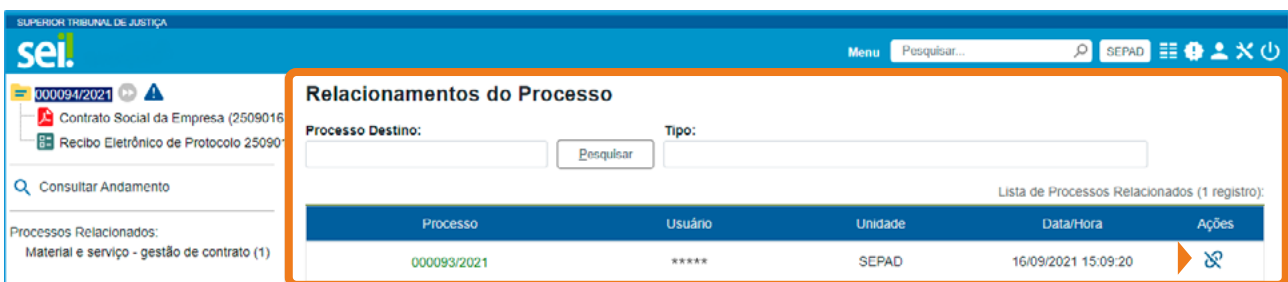 SUPERIOR TRIBUNAL DE JUSTIÇA
sei!
Menu Pesquisar... SEPAD
000094/2021
Contrato Social da Empresa (2509016
Recibo Eletrônico de Protocolo 25090
Consultar Andamento
Processos Relacionados:
Material e serviço - gestão de contrato (1)
Relacionamentos do Processo
Processo Destino: Tipo:
Pesquisar
Lista de Processos Relacionados (1 registro):
Processo Usuário Unidade Data/Hora Ações
000093/2021 ***** SEPAD 16/09/2021 15:09:20